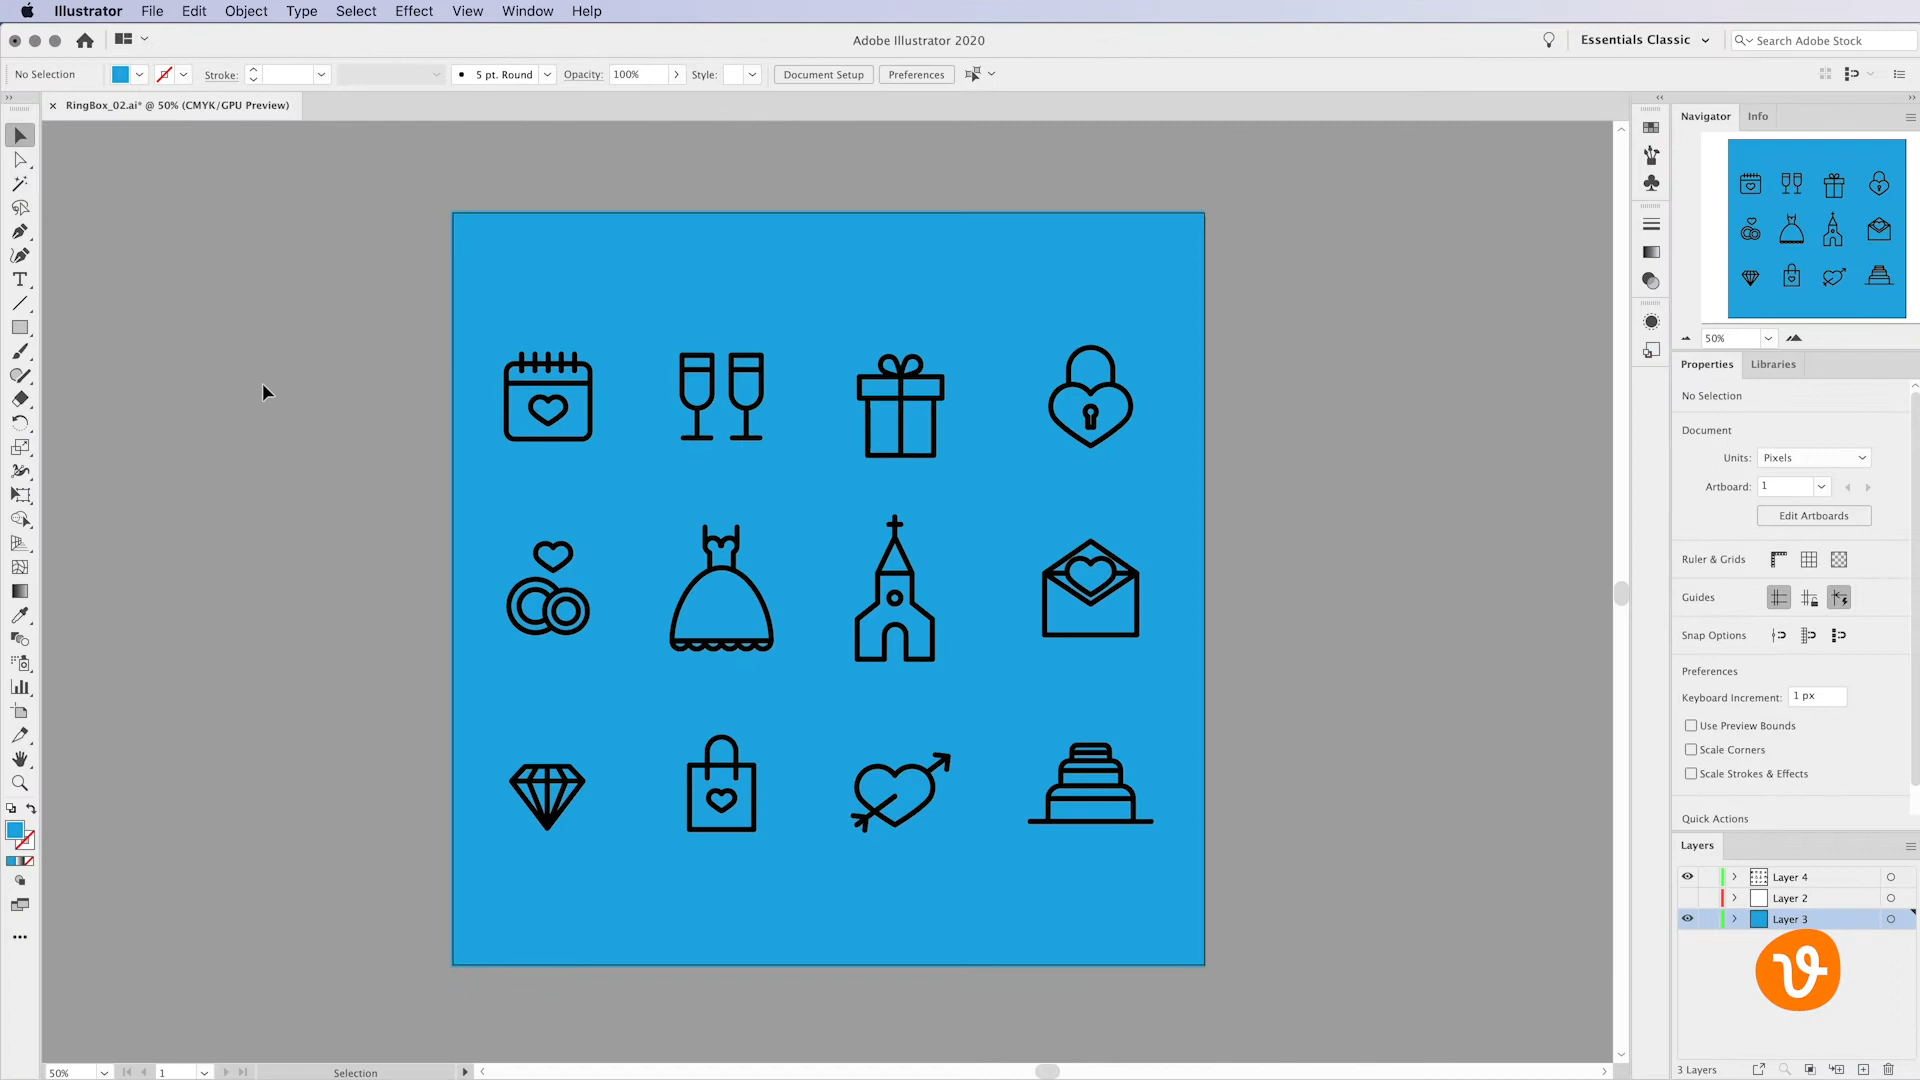 Illustrator File Edit Object Type Select Effect View Window Help
Adobe Illustrator 2020
Essentials Classic
Search Adobe Stock
No Selection
Stroke:
5 pt. Round
Opacity: 100%
Style:
Document Setup
Preferences
RingBox_02.ai* @ 50% (CMYK/GPU Preview)
Navigator Info
50%
Properties Libraries
No Selection
Document
Units: Pixels
Artboard: 1
Edit Artboards
Ruler & Grids
Guides
Snap Options
Preferences
Keyboard Increment: 1 px
Use Preview Bounds
Scale Corners
Scale Strokes & Effects
Quick Actions
Layers
Layer 4
Layer 2
Layer 3
3 Layers
50%
1
Selection